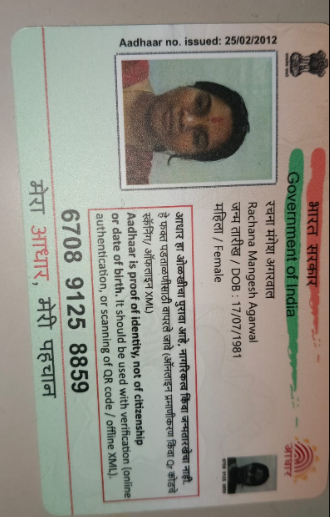 भारत सरकार
Government of India
Aadhaar no. issued: 25/02/2012
रचना मंगेश अगरवाल
Rachana Mangesh Agarwal
जन्म तारीख / DOB : 17/07/1981
महिला / Female
आधार हा ओळखीचा पुरावा आहे, नागरिकत्व किंवा जन्मतारखेचा नाही.
हे फक्त पडताळणीसाठी वापरले जावे (ऑनलाइन प्रमाणीकरण किंवा QR कोडचे
स्कॅनिंग/ ऑफलाइन XML)
Aadhaar is proof of identity, not of citizenship
or date of birth. It should be used with verification (online
authentication, or scanning of QR code / offline XML).
6708 9125 8859
मेरा आधार, मेरी पहचान
आधार